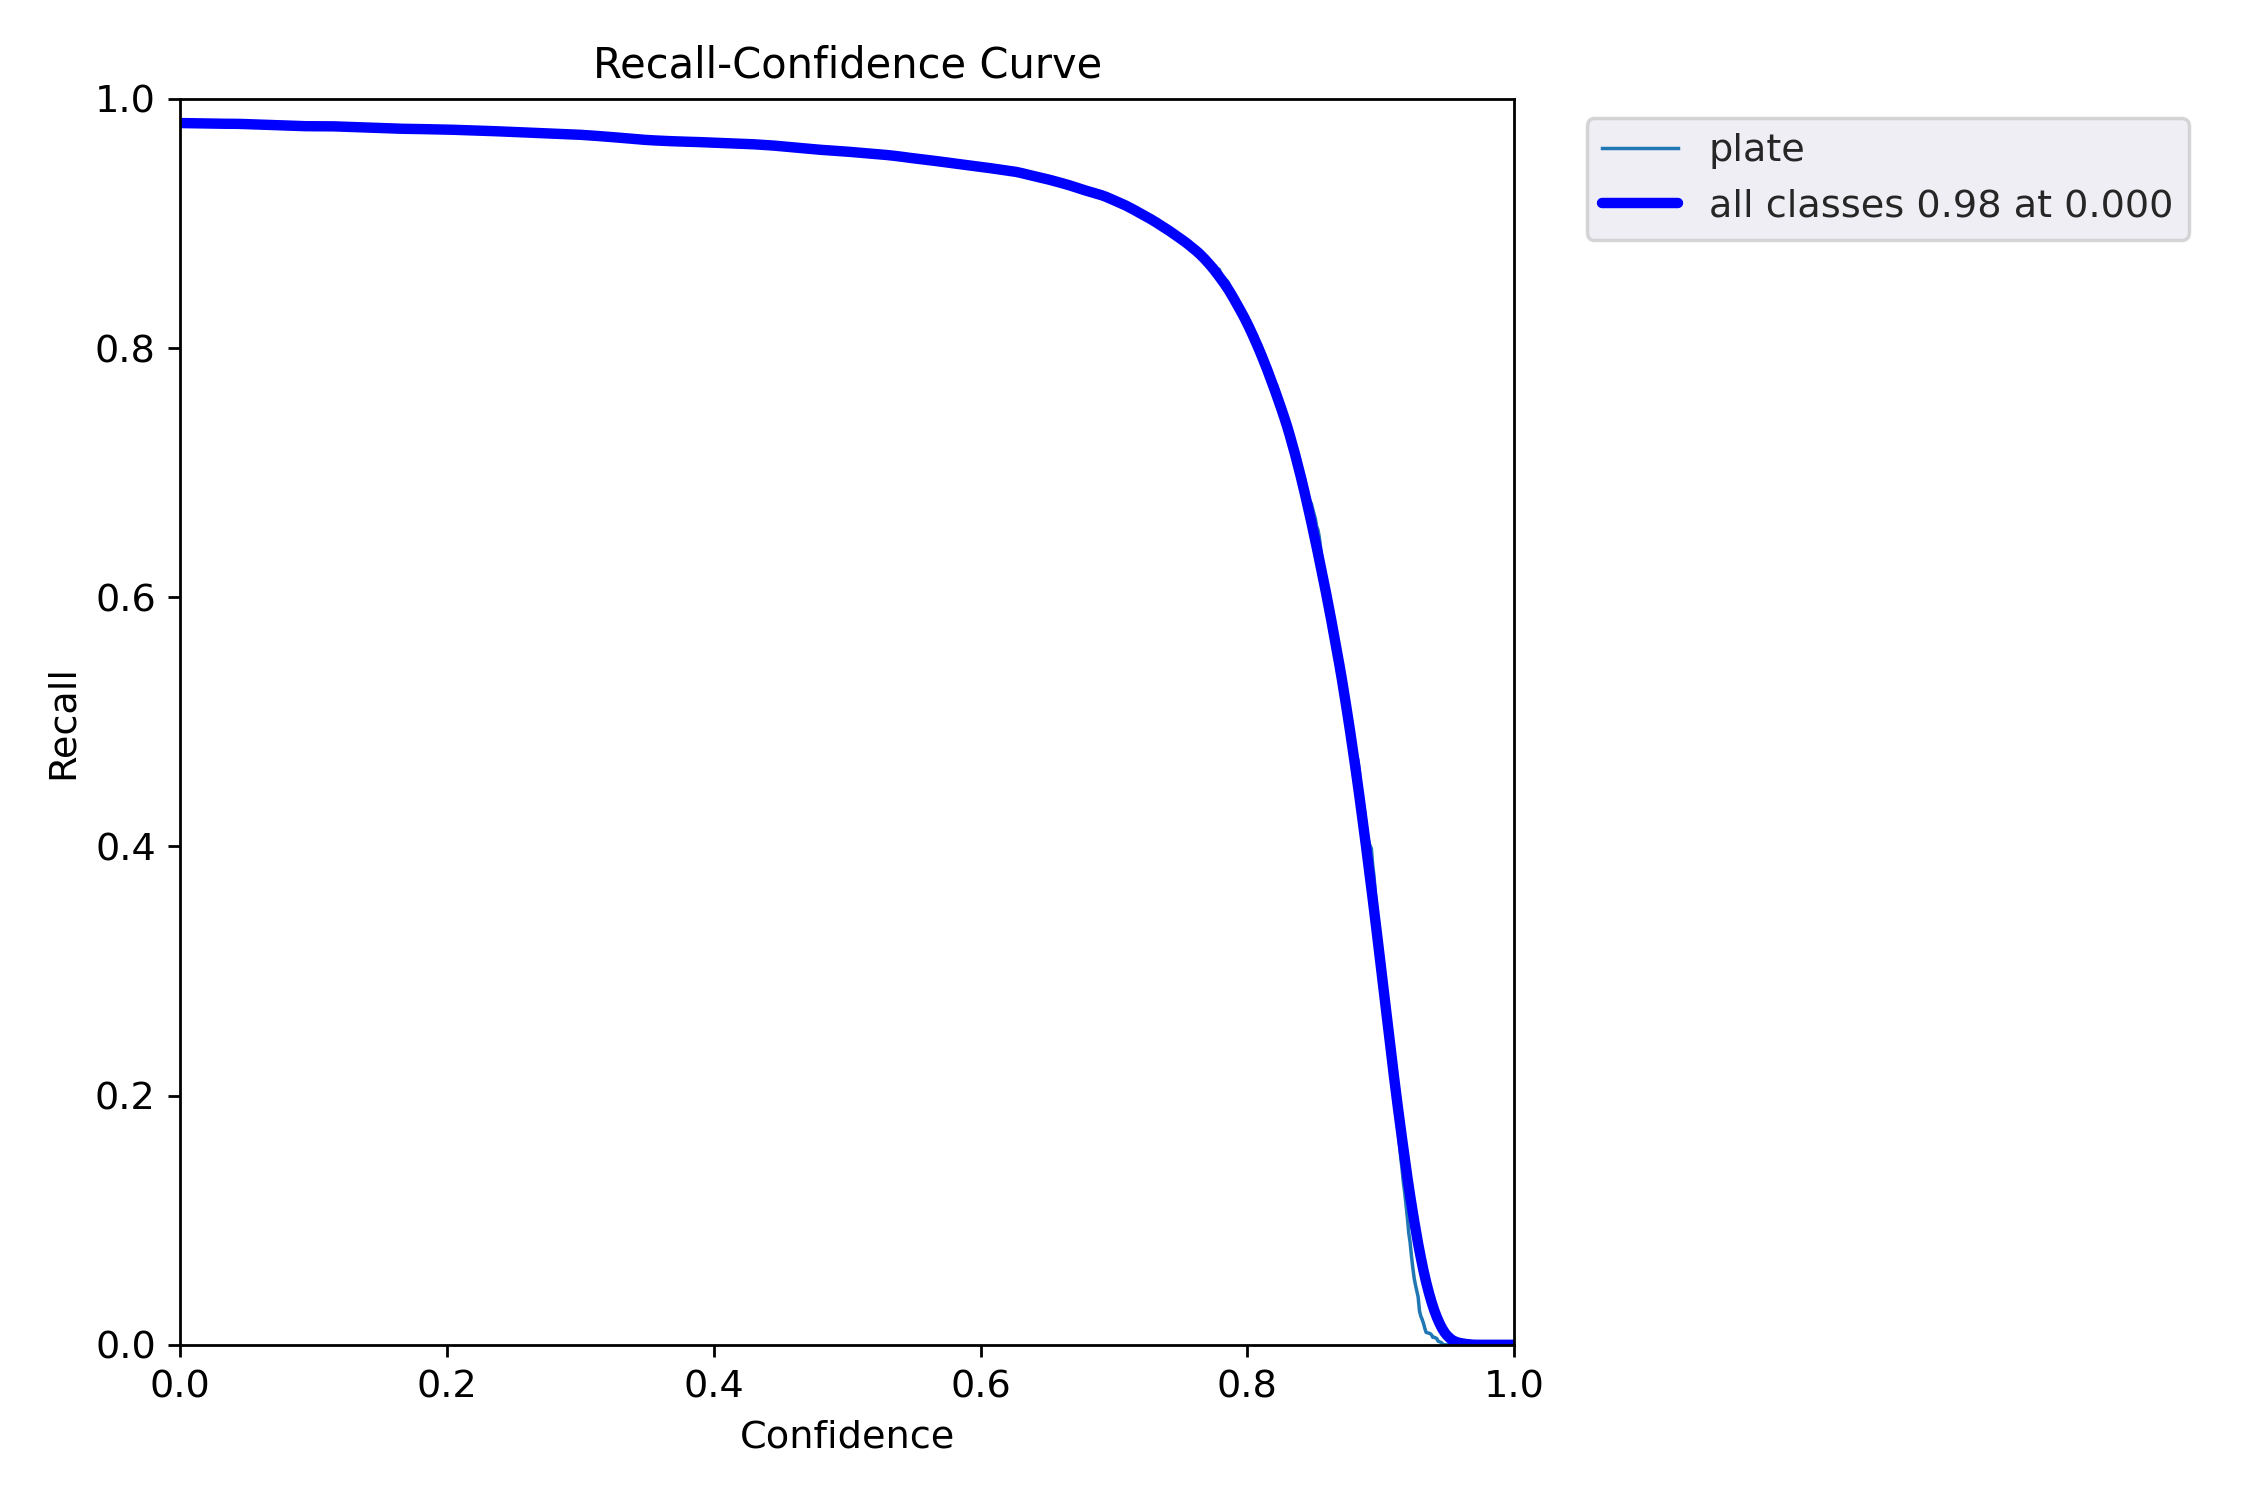 Recall-Confidence Curve
1.0
0.8
0.6
0.4
0.2
0.0
Recall
0.0 0.2 0.4 0.6 0.8 1.0
Confidence
plate
all classes 0.98 at 0.000